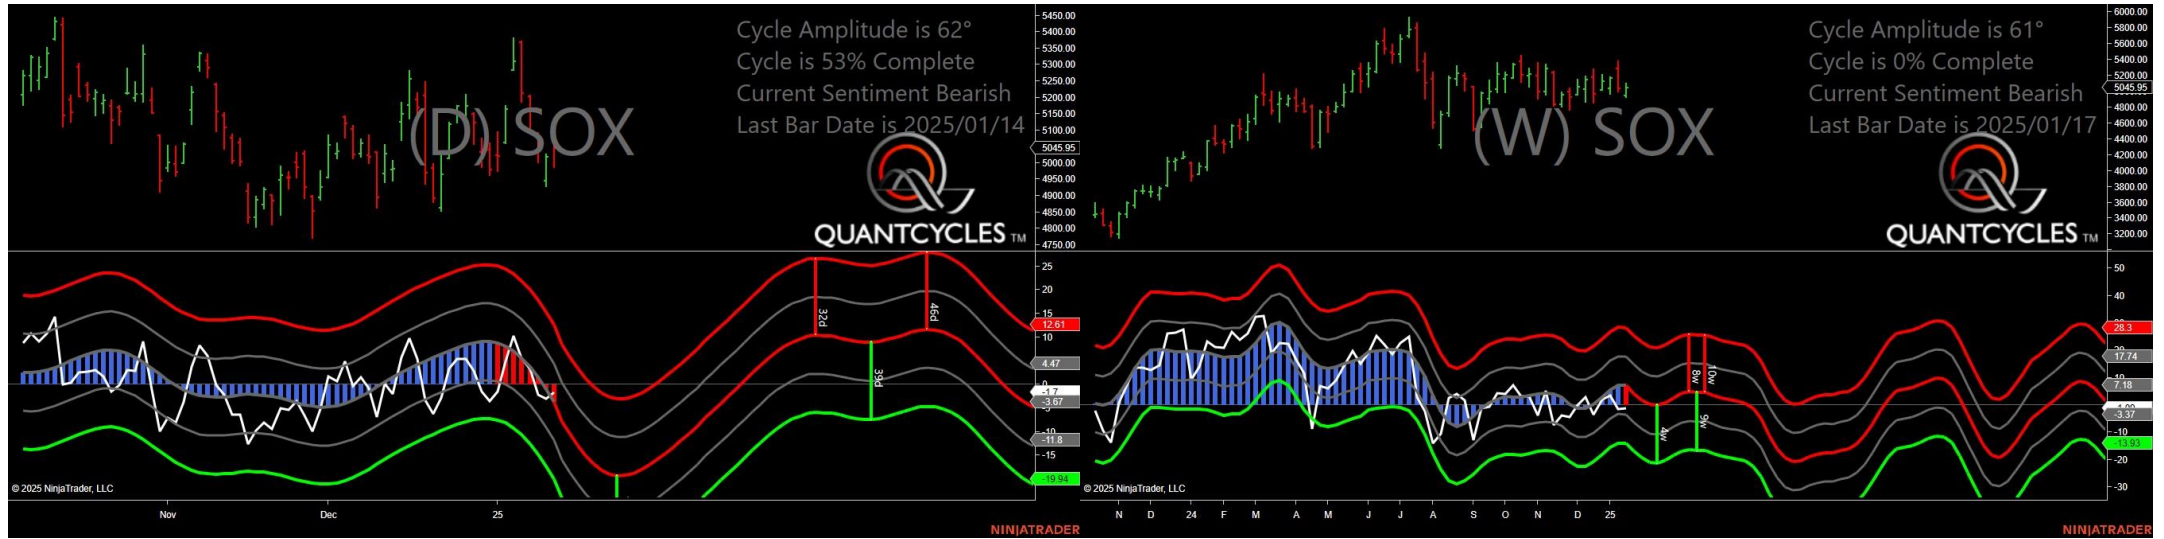 Cycle Amplitude is 62°
Cycle is 53% Complete
Current Sentiment Bearish
Last Bar Date is 2025/01/14
(D) SOX
QUANTCYCLES TM
5450.00
5400.00
5350.00
5300.00
5250.00
5200.00
5150.00
5100.00
5045.95
5000.00
4950.00
4900.00
4850.00
4800.00
4750.00
25
20
15
12.61
10
4.47
0
-1.7
-3.67
-10
-11.8
-15
-19.94
32d
46d
39d
© 2025 NinjaTrader, LLC
Nov
Dec
25
NINJATRADER
Cycle Amplitude is 61°
Cycle is 0% Complete
Current Sentiment Bearish
Last Bar Date is 2025/01/17
(W) SOX
QUANTCYCLES TM
6000.00
5800.00
5600.00
5400.00
5200.00
5045.95
4800.00
4600.00
4400.00
4200.00
4000.00
3800.00
3600.00
3400.00
3200.00
50
40
28.3
17.74
7.18
-3.37
-10
-13.93
-20
-30
4w
8w
10w
9w
© 2025 NinjaTrader, LLC
N D 24 F M A M J J A S O N D 25
NINJATRADER